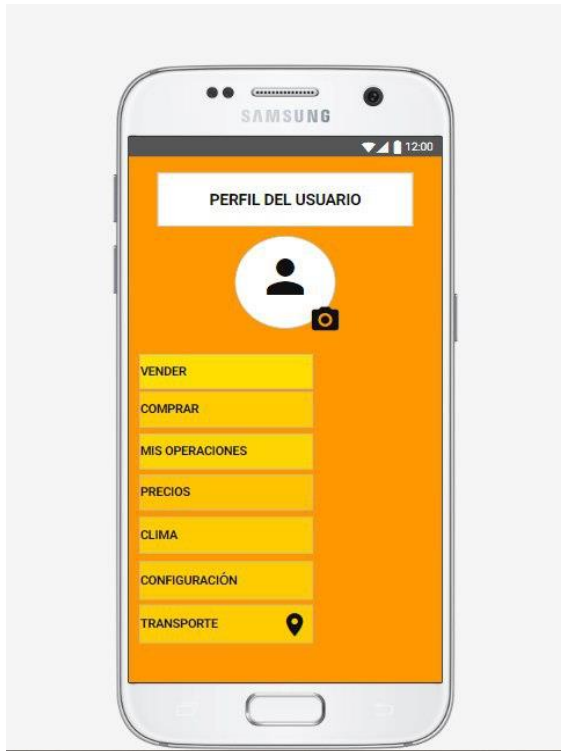 SAMSUNG
12:00
PERFIL DEL USUARIO
VENDER
COMPRAR
MIS OPERACIONES
PRECIOS
CLIMA
CONFIGURACIÓN
TRANSPORTE